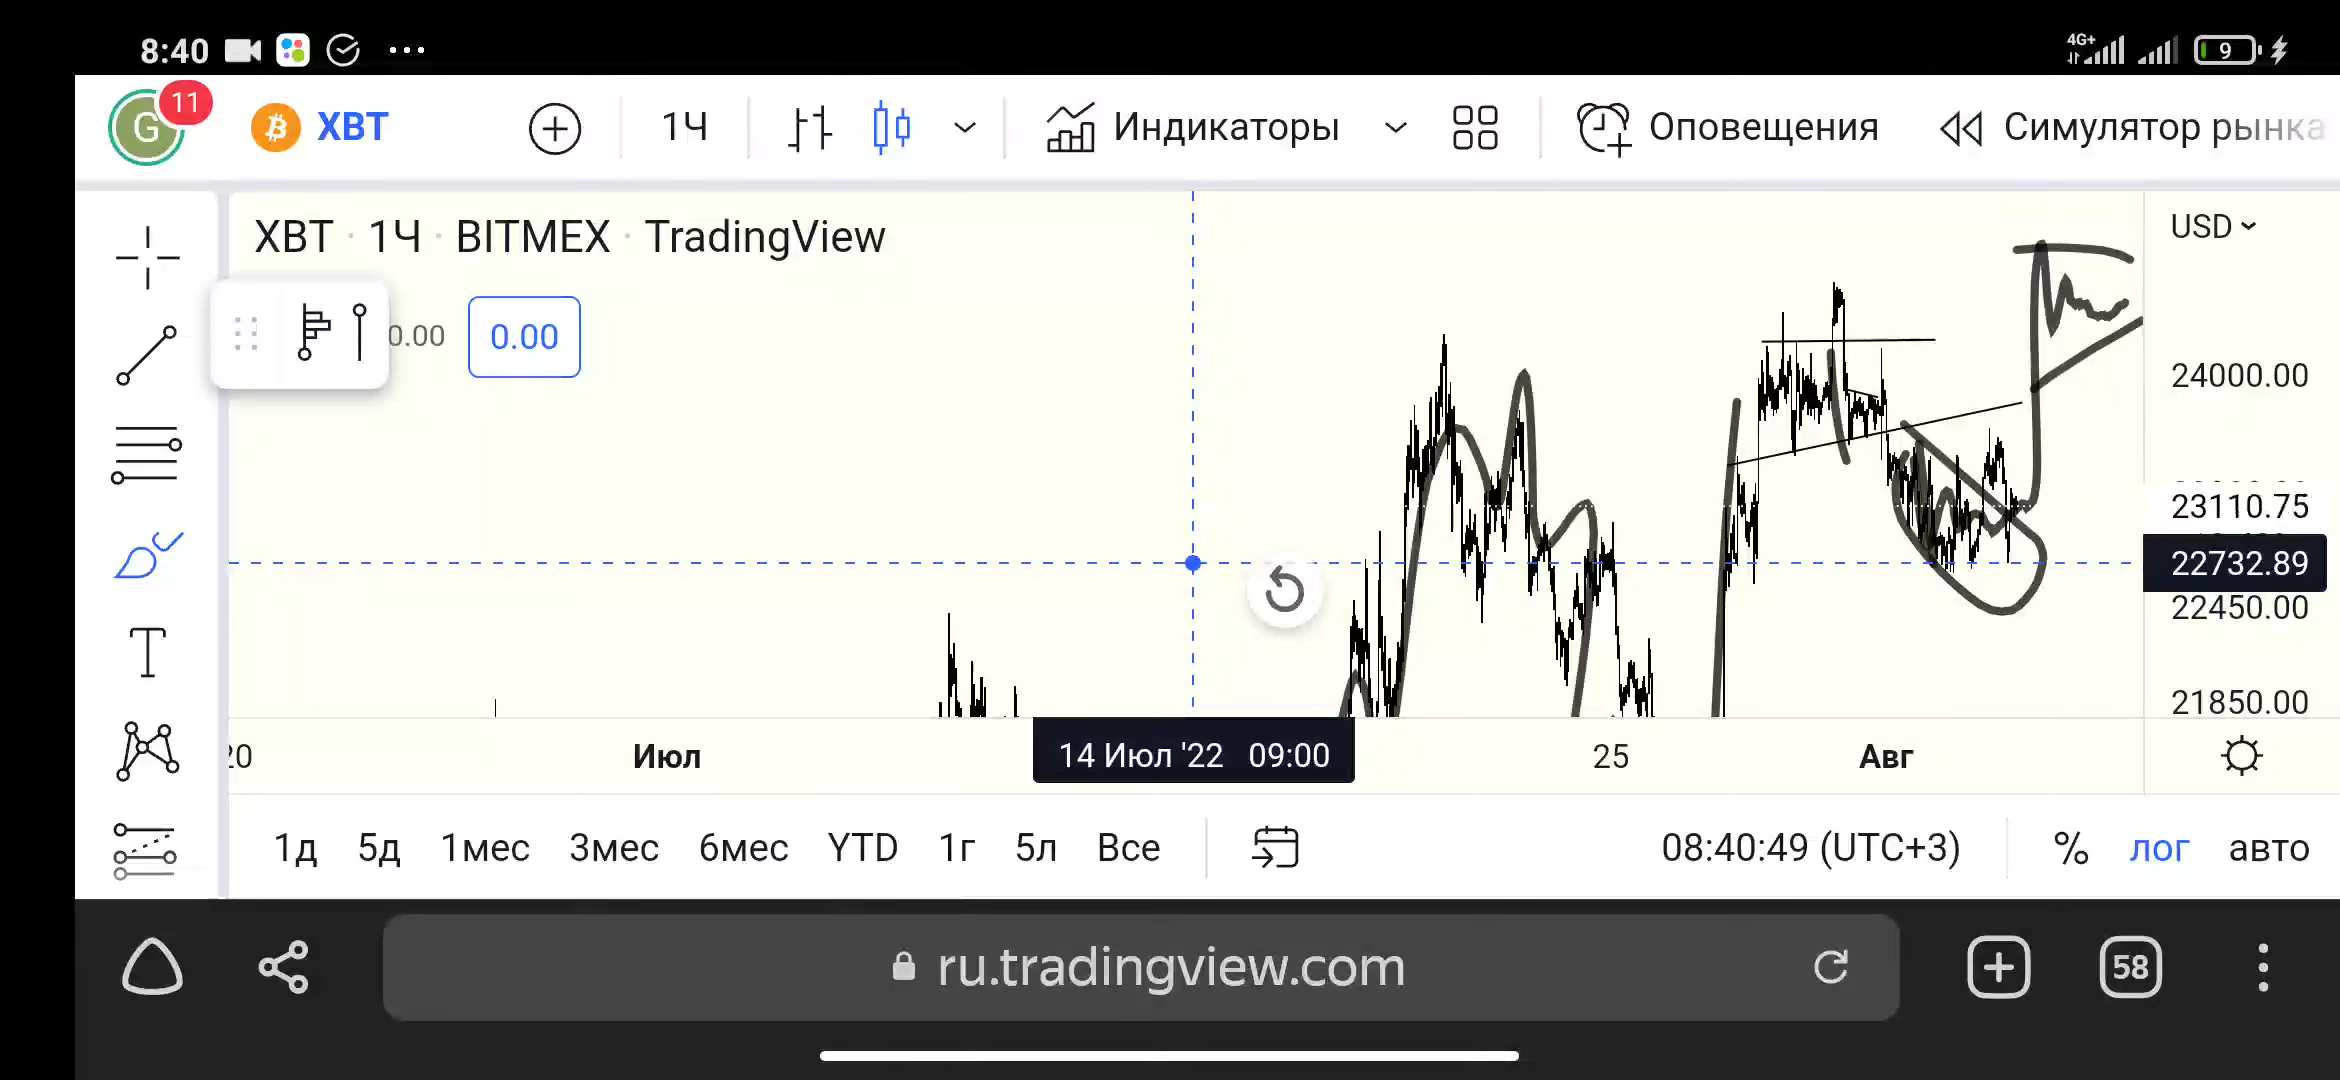 8:40
4G+
9
G
11
XBT
1Ч
Индикаторы
Оповещения
Симулятор рынка
XBT · 1Ч · BITMEX · TradingView
USD
0.00
0.00
24000.00
23110.75
22732.89
22450.00
21850.00
20
Июл
14 Июл '22 09:00
25
Авг
1д 5д 1мес 3мес 6мес YTD 1г 5л Все
08:40:49 (UTC+3)
% лог авто
ru.tradingview.com
58